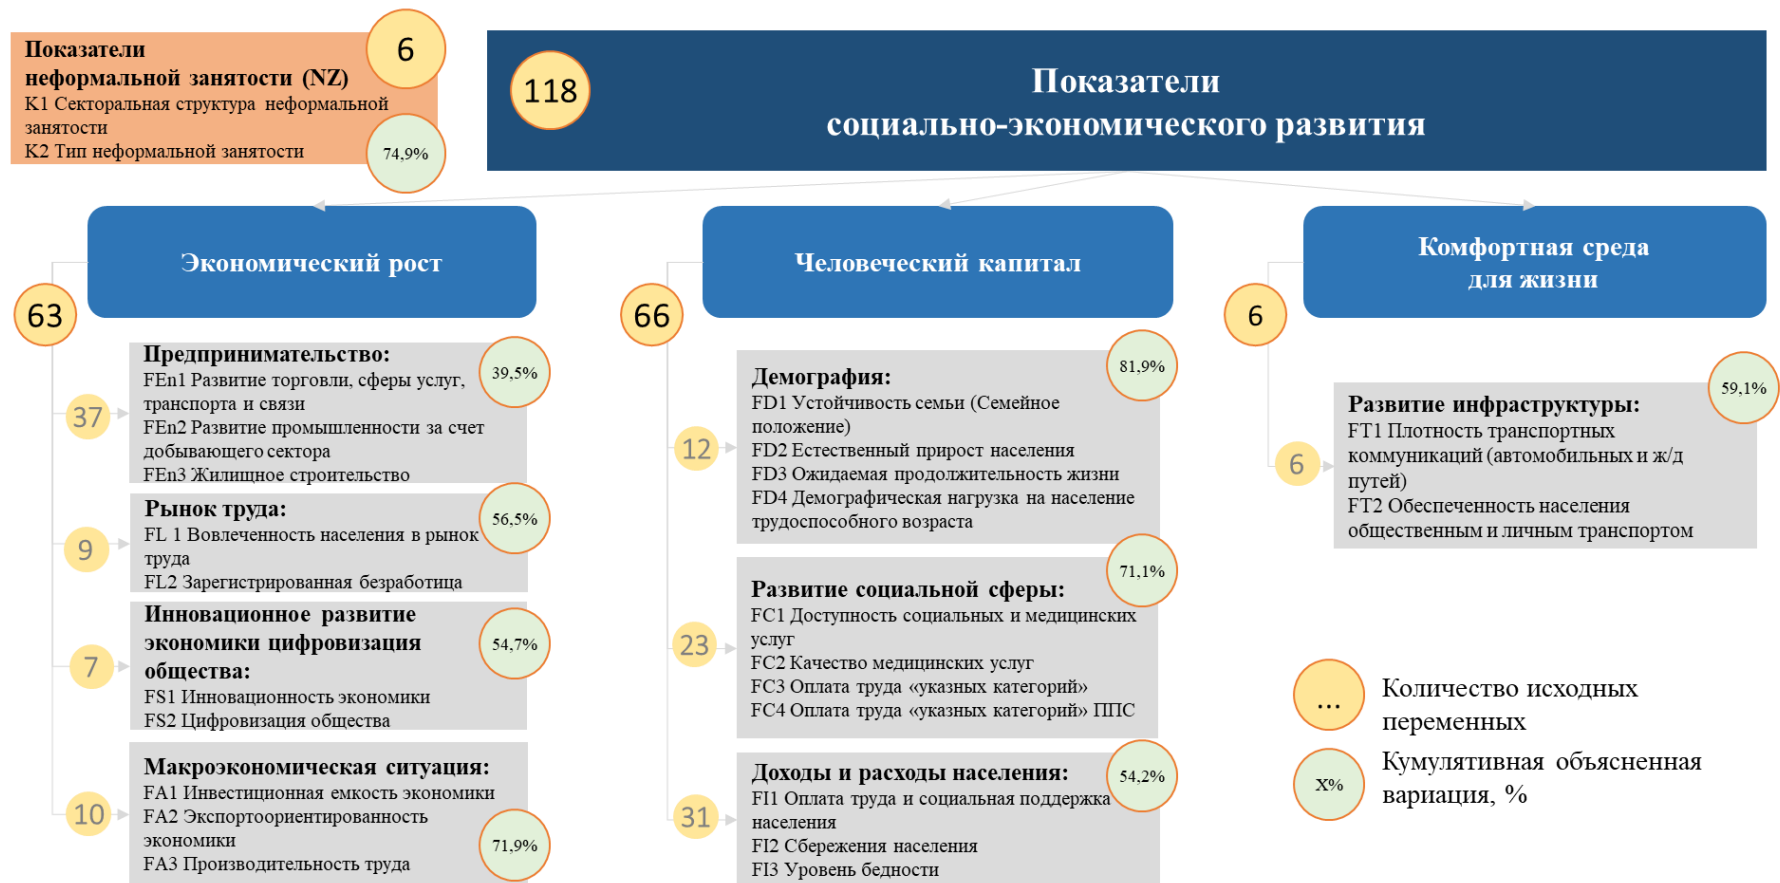 Показатели
неформальной занятости (NZ)
K1 Секторальная структура неформальной
занятости
K2 Тип неформальной занятости
6
74,9%
118
Показатели
социально-экономического развития
Экономический рост
63
37
Предпринимательство:
FEn1 Развитие торговли, сферы услуг,
транспорта и связи
FEn2 Развитие промышленности за счет
добывающего сектора
FEn3 Жилищное строительство
39,5%
9
Рынок труда:
FL 1 Вовлеченность населения в рынок
труда
FL2 Зарегистрированная безработица
56,5%
7
Инновационное развитие
экономики цифровизация
общества:
FS1 Инновационность экономики
FS2 Цифровизация общества
54,7%
10
Макроэкономическая ситуация:
FA1 Инвестиционная емкость экономики
FA2 Экспортоориентированность
экономики
FA3 Производительность труда
71,9%
Человеческий капитал
66
12
Демография:
FD1 Устойчивость семьи (Семейное
положение)
FD2 Естественный прирост населения
FD3 Ожидаемая продолжительность жизни
FD4 Демографическая нагрузка на население
трудоспособного возраста
81,9%
23
Развитие социальной сферы:
FC1 Доступность социальных и медицинских
услуг
FC2 Качество медицинских услуг
FC3 Оплата труда «указных категорий»
FC4 Оплата труда «указных категорий» ППС
71,1%
31
Доходы и расходы населения:
FI1 Оплата труда и социальная поддержка
населения
FI2 Сбережения населения
FI3 Уровень бедности
54,2%
Комфортная среда
для жизни
6
6
Развитие инфраструктуры:
FT1 Плотность транспортных
коммуникаций (автомобильных и ж/д
путей)
FT2 Обеспеченность населения
общественным и личным транспортом
59,1%
...
Количество исходных
переменных
X%
Кумулятивная объясненная
вариация, %